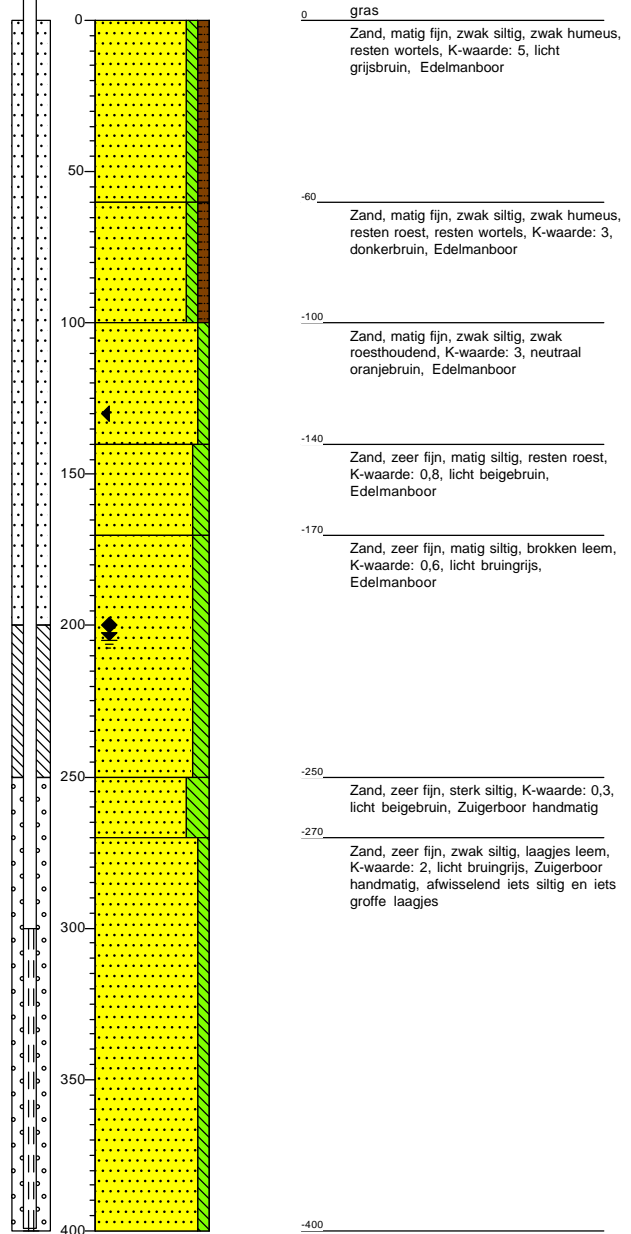 0
50
100
150
200
250
300
350
400
0
gras
Zand, matig fijn, zwak siltig, zwak humeus,
resten wortels, K-waarde: 5, licht
grijsbruin, Edelmanboor
-60
Zand, matig fijn, zwak siltig, zwak humeus,
resten roest, resten wortels, K-waarde: 3,
donkerbruin, Edelmanboor
-100
Zand, matig fijn, zwak siltig, zwak
roesthoudend, K-waarde: 3, neutraal
oranjebruin, Edelmanboor
-140
Zand, zeer fijn, matig siltig, resten roest,
K-waarde: 0,8, licht beigebruin,
Edelmanboor
-170
Zand, zeer fijn, matig siltig, brokken leem,
K-waarde: 0,6, licht bruingrijs,
Edelmanboor
-250
Zand, zeer fijn, sterk siltig, K-waarde: 0,3,
licht beigebruin, Zuigerboor handmatig
-270
Zand, zeer fijn, zwak siltig, laagjes leem,
K-waarde: 2, licht bruingrijs, Zuigerboor
handmatig, afwisselend iets siltig en iets
groffe laagjes
-400